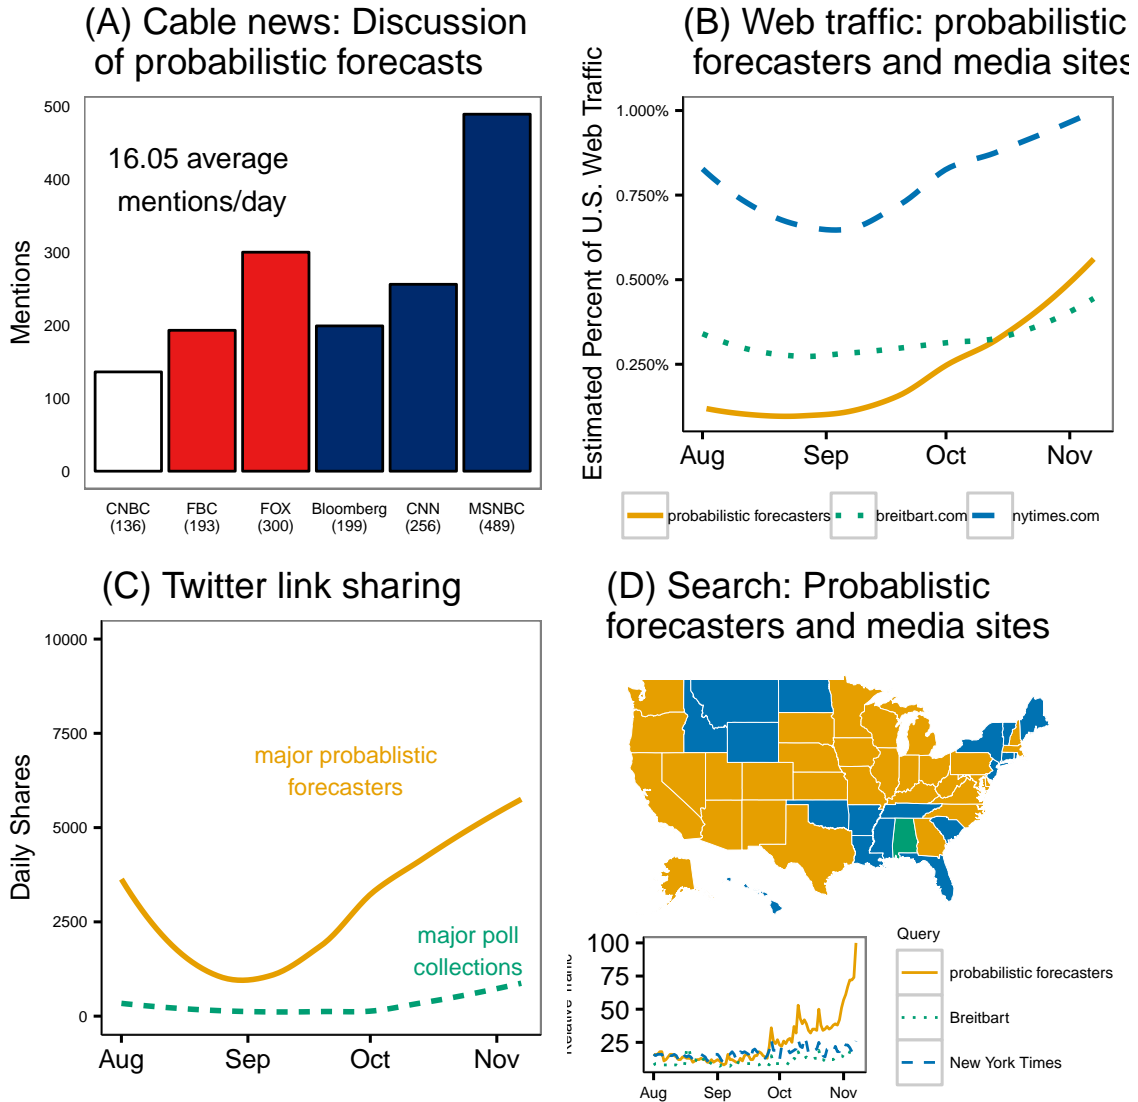 (A) Cable news: Discussion
of probabilistic forecasts
500
400
300
200
100
0
Mentions
16.05 average
mentions/day
CNBC FBC FOX Bloomberg CNN MSNBC
(136) (193) (300) (199) (256) (489)
(B) Web traffic: probabilistic
forecasters and media sites
Estimated Percent of U.S. Web Traffic
1.000%
0.750%
0.500%
0.250%
Aug Sep Oct Nov
probabilistic forecasters breitbart.com nytimes.com
(C) Twitter link sharing
Daily Shares
10000
7500
5000
2500
0
major probablistic
forecasters
major poll
collections
Aug Sep Oct Nov
(D) Search: Probablistic
forecasters and media sites
Relative Traffic
100
75
50
25
Aug Sep Oct Nov
Query
probabilistic forecasters
Breitbart
New York Times